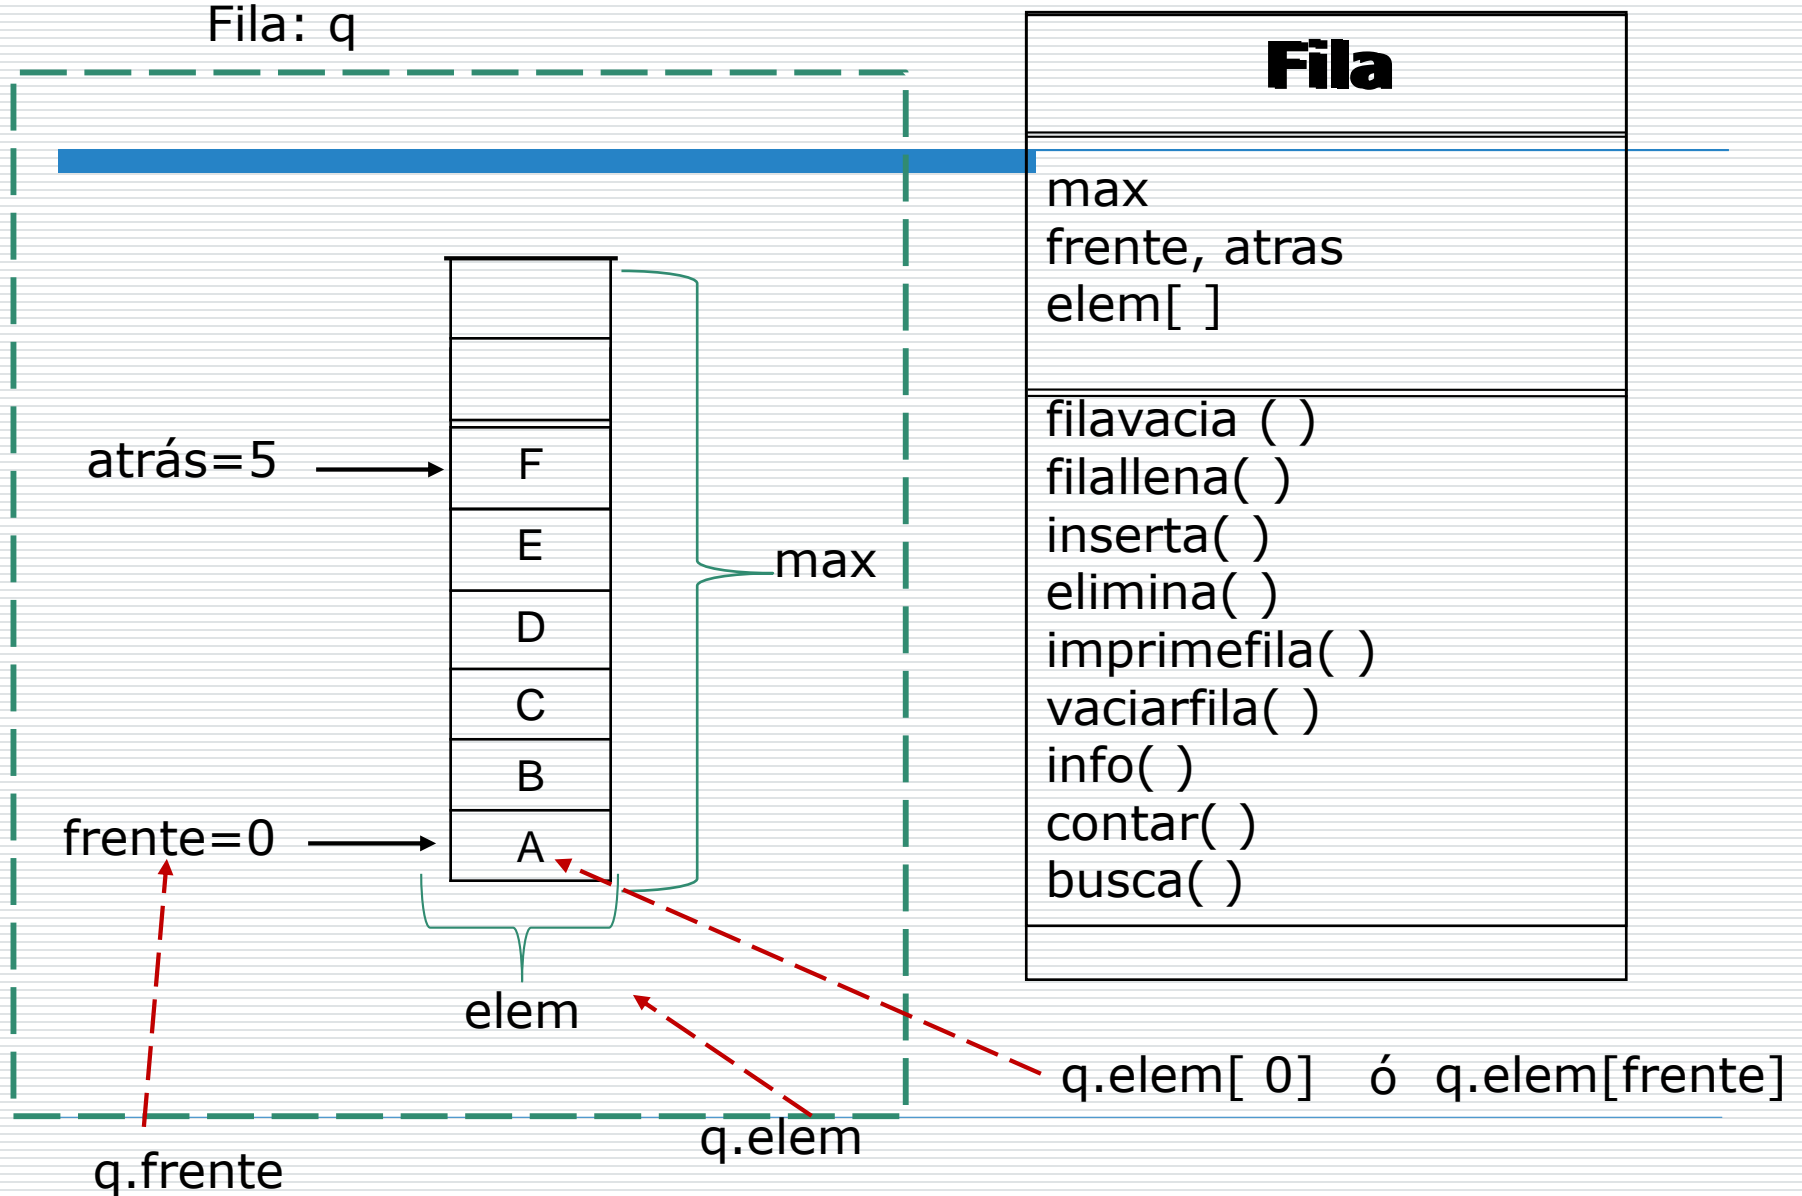 Fila: q
atrás=5
frente=0
F
E
D
C
B
A
max
elem
q.frente
q.elem
q.elem[ 0]   ó   q.elem[frente]
Fila
max
frente, atras
elem[ ]
filavacia ( )
filallena( )
inserta( )
elimina( )
imprimefila( )
vaciarfila( )
info( )
contar( )
busca( )